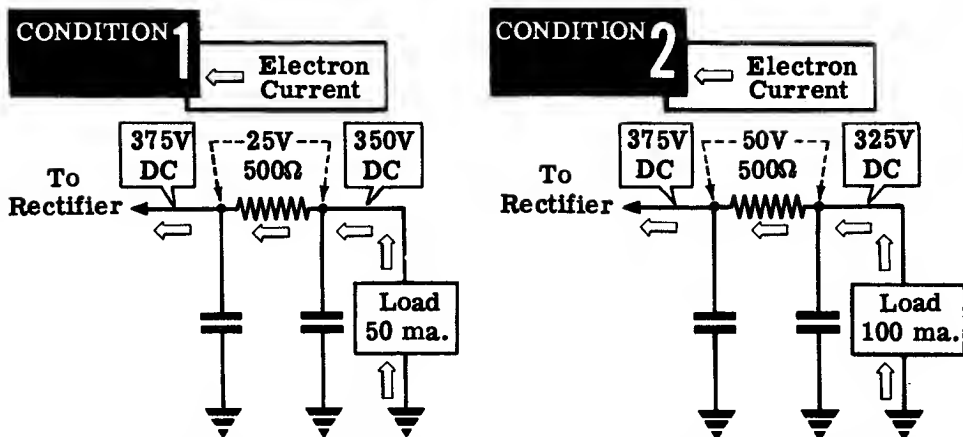 CONDITION 1
Electron
Current
375V
DC
25V
500Ω
350V
DC
To
Rectifier
Load
50 ma.
CONDITION 2
Electron
Current
375V
DC
50V
500Ω
325V
DC
To
Rectifier
Load
100 ma.